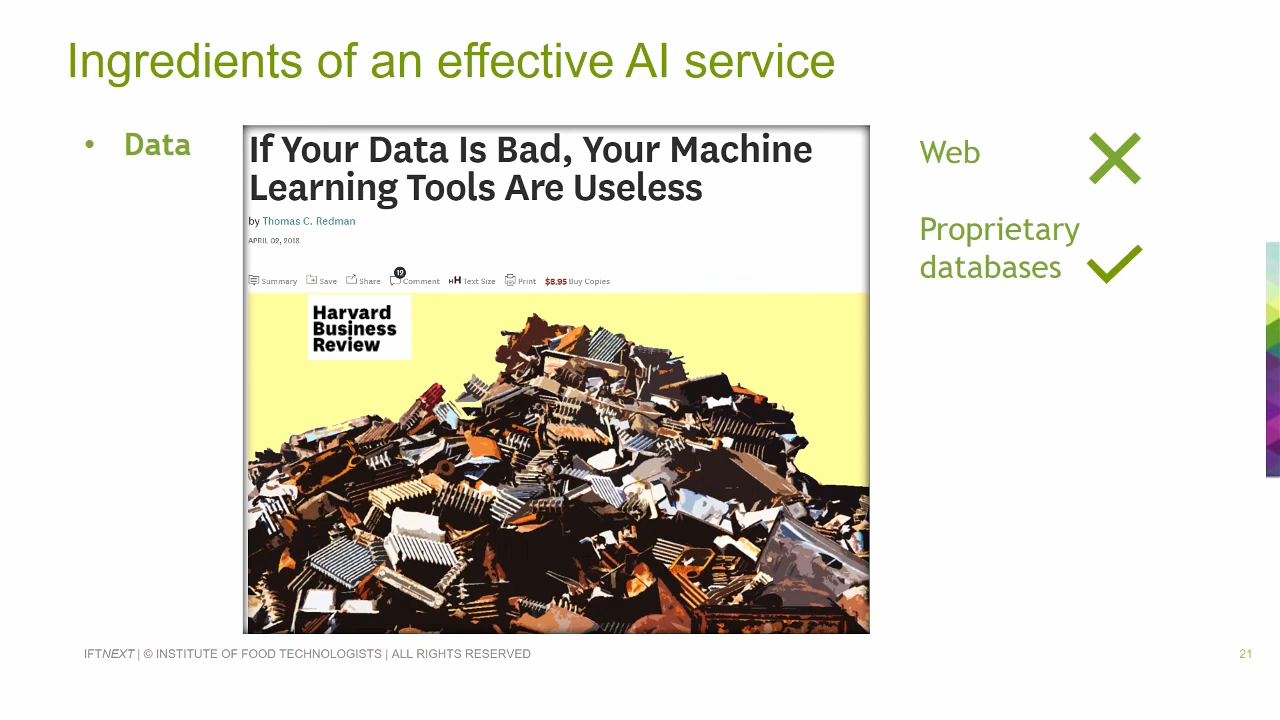 Ingredients of an effective AI service
• Data
If Your Data Is Bad, Your Machine
Learning Tools Are Useless
by Thomas C. Redman
APRIL 02, 2018
Summary Save Share 19 Comment HH Text Size Print $8.95 Buy Copies
Harvard
Business
Review
Web
Proprietary
databases
IFTNEXT | © INSTITUTE OF FOOD TECHNOLOGISTS | ALL RIGHTS RESERVED
21